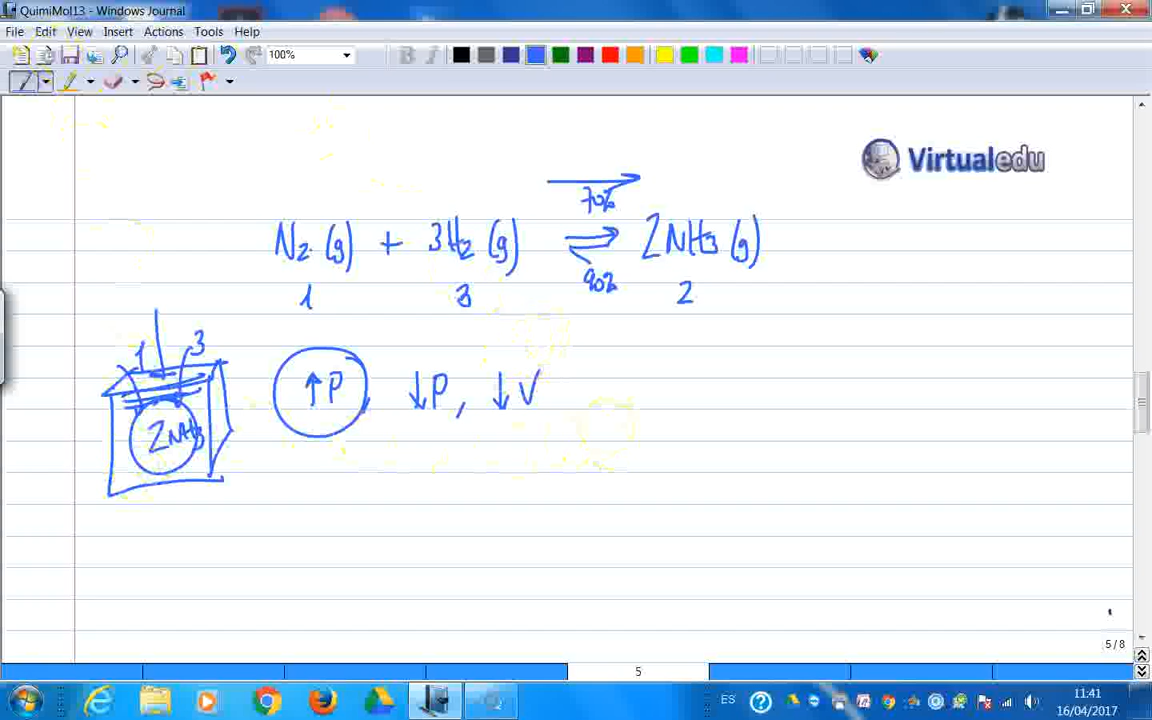 QuimiMol13 - Windows Journal
File Edit View Insert Actions Tools Help
100%
Virtualedu
70%
N2 (g) + 3H2 (g) ⇌ 2NH3 (g)
90%
1 3 2
1 3
↑P ↓P, ↓V
2NH3
5/8
5
ES
11:41
16/04/2017